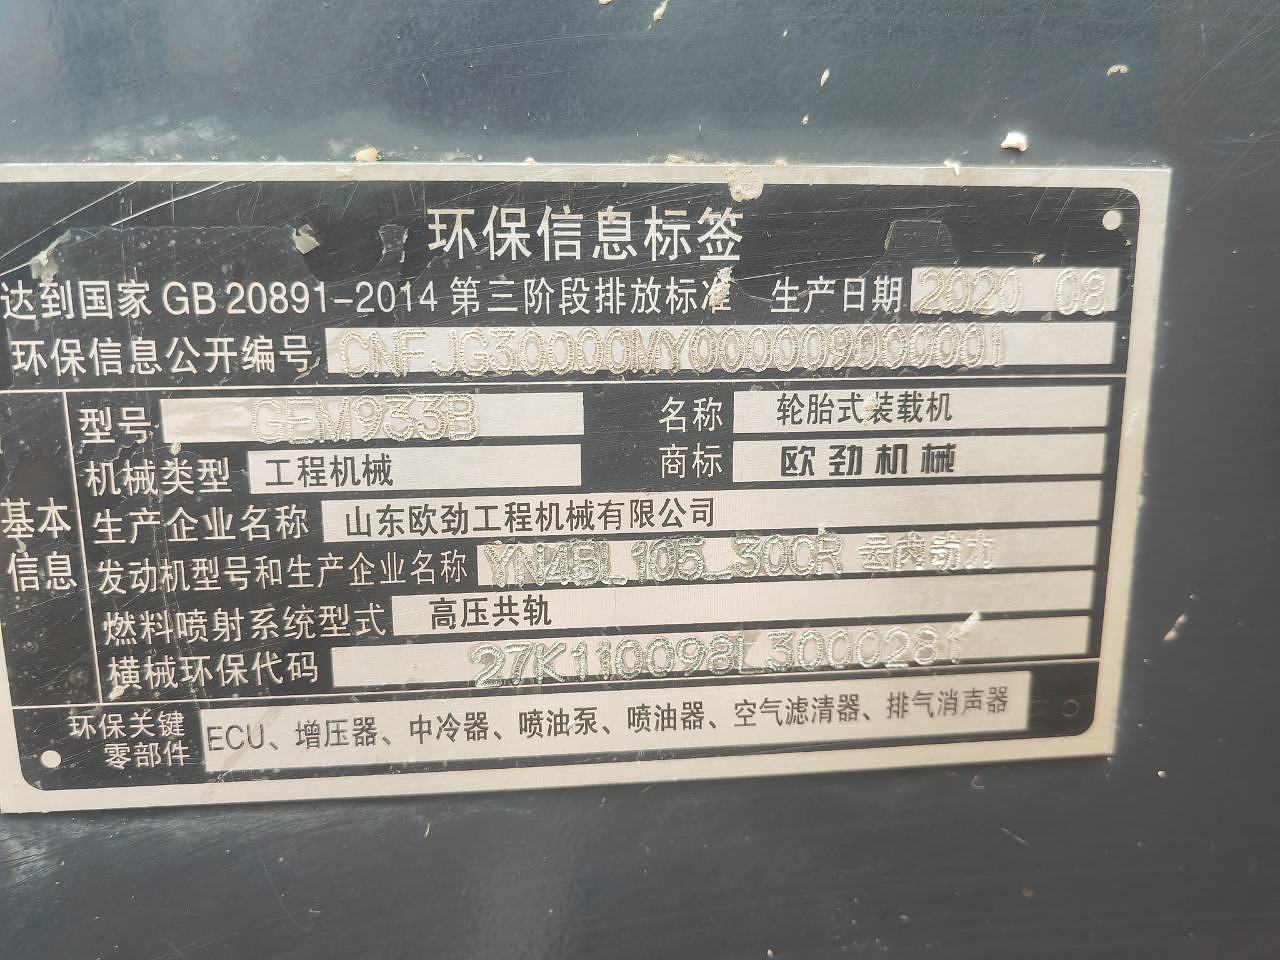 环保信息标签
达到国家 GB 20891-2014 第三阶段排放标准 生产日期 2020 08
环保信息公开编号 CNFJG30000MY000009000001
基本信息
型号 GEM933B 名称 轮胎式装载机
机械类型 工程机械 商标 欧劲机械
生产企业名称 山东欧劲工程机械有限公司
发动机型号和生产企业名称 YN4BL105_30CR 云内动力
燃料喷射系统型式 高压共轨
横械环保代码 27K110098L3000281
环保关键零部件 ECU、增压器、中冷器、喷油泵、喷油器、空气滤清器、排气消声器